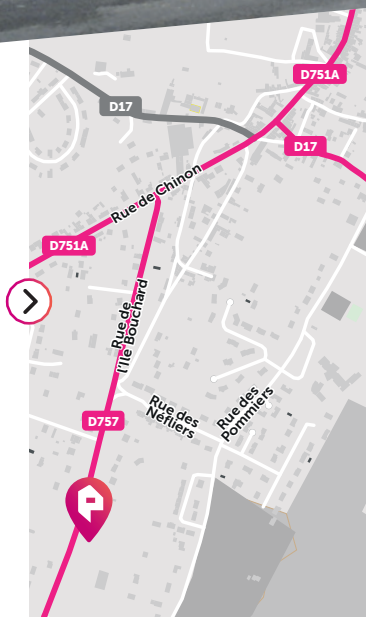 D751A
D17
D17
Rue de Chinon
D751A
Rue de
l'Ile Bouchard
Rue des
Néfliers
Rue des
Pommiers
D757